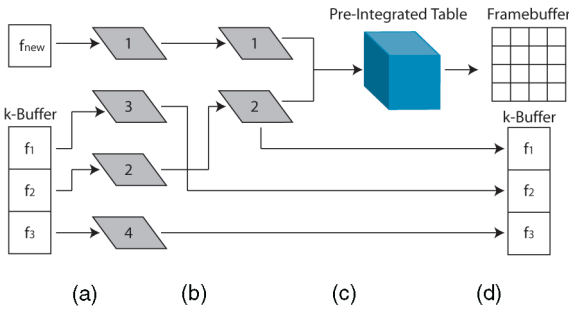 Pre-Integrated Table
Framebuffer
fnew
1
1
k-Buffer
3
2
k-Buffer
f1
f1
2
f2
f2
f3
4
f3
(a)
(b)
(c)
(d)